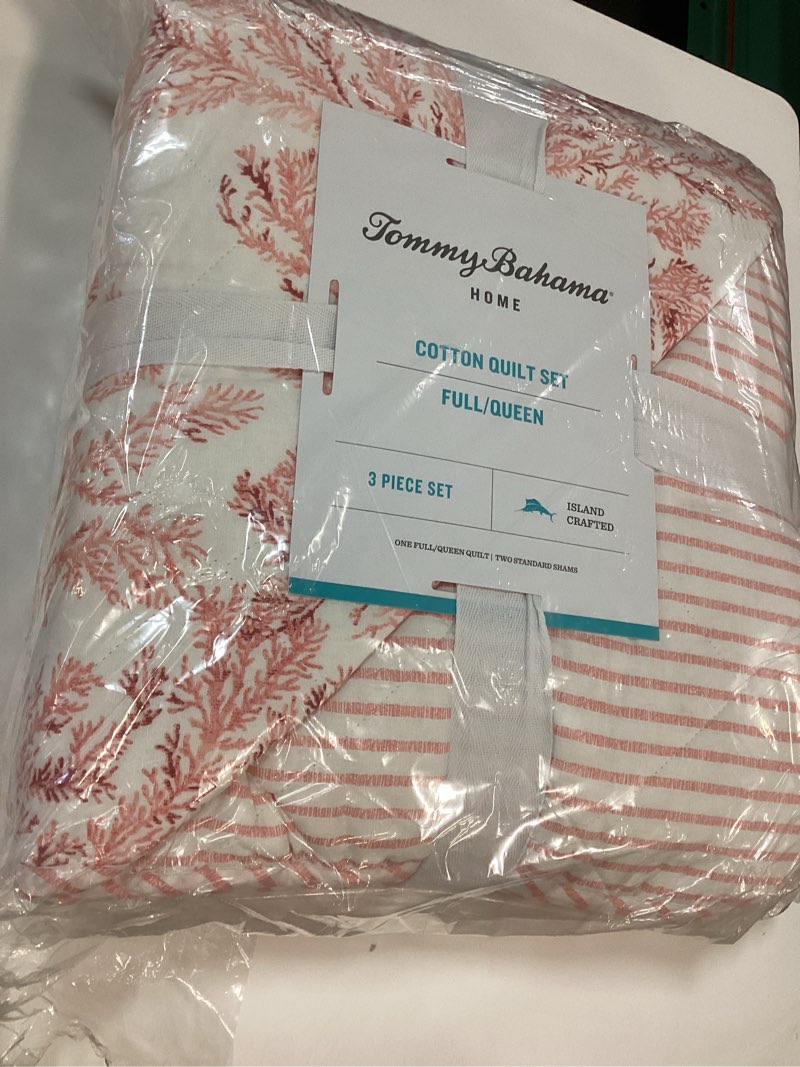 Tommy Bahama®
HOME
COTTON QUILT SET
FULL/QUEEN
3 PIECE SET
ISLAND
CRAFTED
ONE FULL/QUEEN QUILT | TWO STANDARD SHAMS